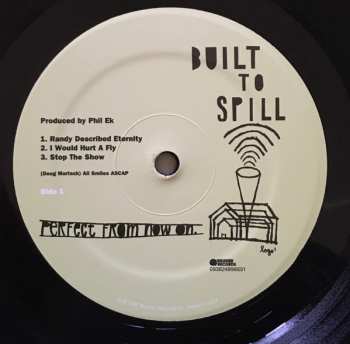 BUILT
TO
SPILL
Produced by Phil Ek
1. Randy Described Eternity
2. I Would Hurt A Fly
3. Stop The Show
(Doug Martsch) All Smiles ASCAP
Side 1
PERFECT FROM NOW ON.